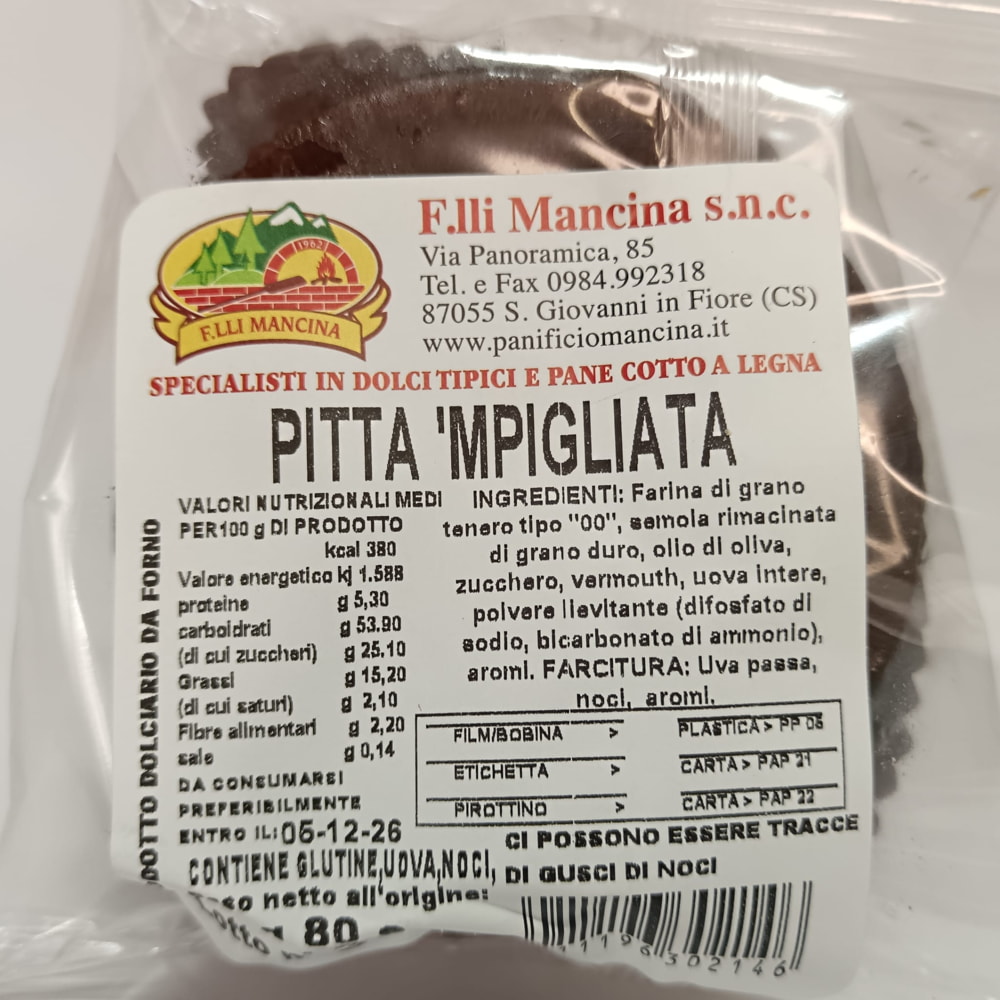 1962
F.LLI MANCINA
F.lli Mancina s.n.c.
Via Panoramica, 85
Tel. e Fax 0984.992318
87055 S. Giovanni in Fiore (CS)
www.panificiomancina.it
SPECIALISTI IN DOLCI TIPICI E PANE COTTO A LEGNA
PITTA 'MPIGLIATA
DOTTO DOLCIARIO DA FORNO
VALORI NUTRIZIONALI MEDI
PER 100 g DI PRODOTTO
kcal 380
Valore energetico kj 1.588
proteine g 5,30
carboidrati g 53.90
(di cui zuccheri) g 25.10
Grassi g 15,20
(di cui saturi) g 2,10
Fibre alimentari g 2,20
sale g 0,14
DA CONSUMARSI
PREFERIBILMENTE
ENTRO IL: 05-12-26
INGREDIENTI: Farina di grano
tenero tipo "00", semola rimacinata
di grano duro, olio di oliva,
zucchero, vermouth, uova intere,
polvere lievitante (difosfato di
sodio, bicarbonato di ammonio),
aromi. FARCITURA: Uva passa,
noci, aromi.
FILM/BOBINA > PLASTICA > PP 05
ETICHETTA > CARTA > PAP 21
PIROTTINO > CARTA > PAP 22
CI POSSONO ESSERE TRACCE
DI GUSCI DI NOCI
CONTIENE GLUTINE,UOVA,NOCI,
so netto all'origine:
80